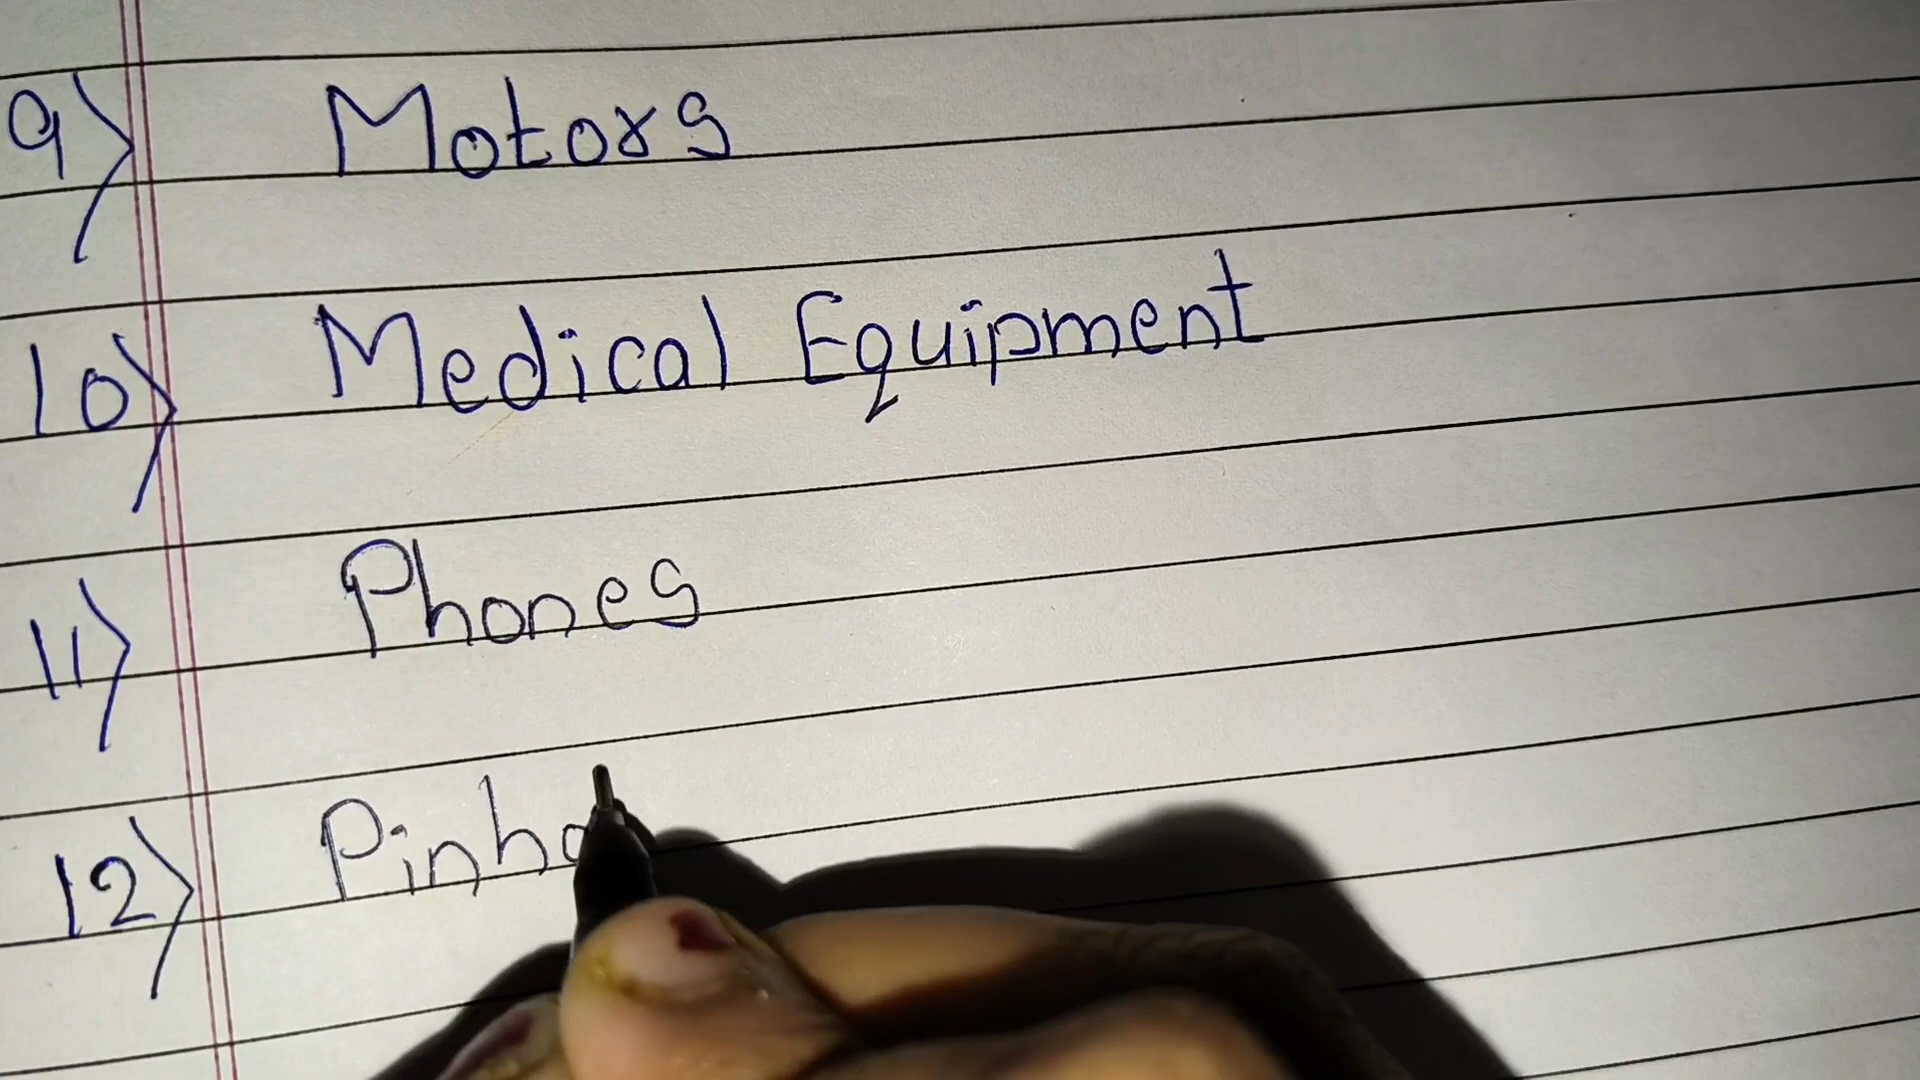 9) Motors
10) Medical Equipment
11) Phones
12) Pinho